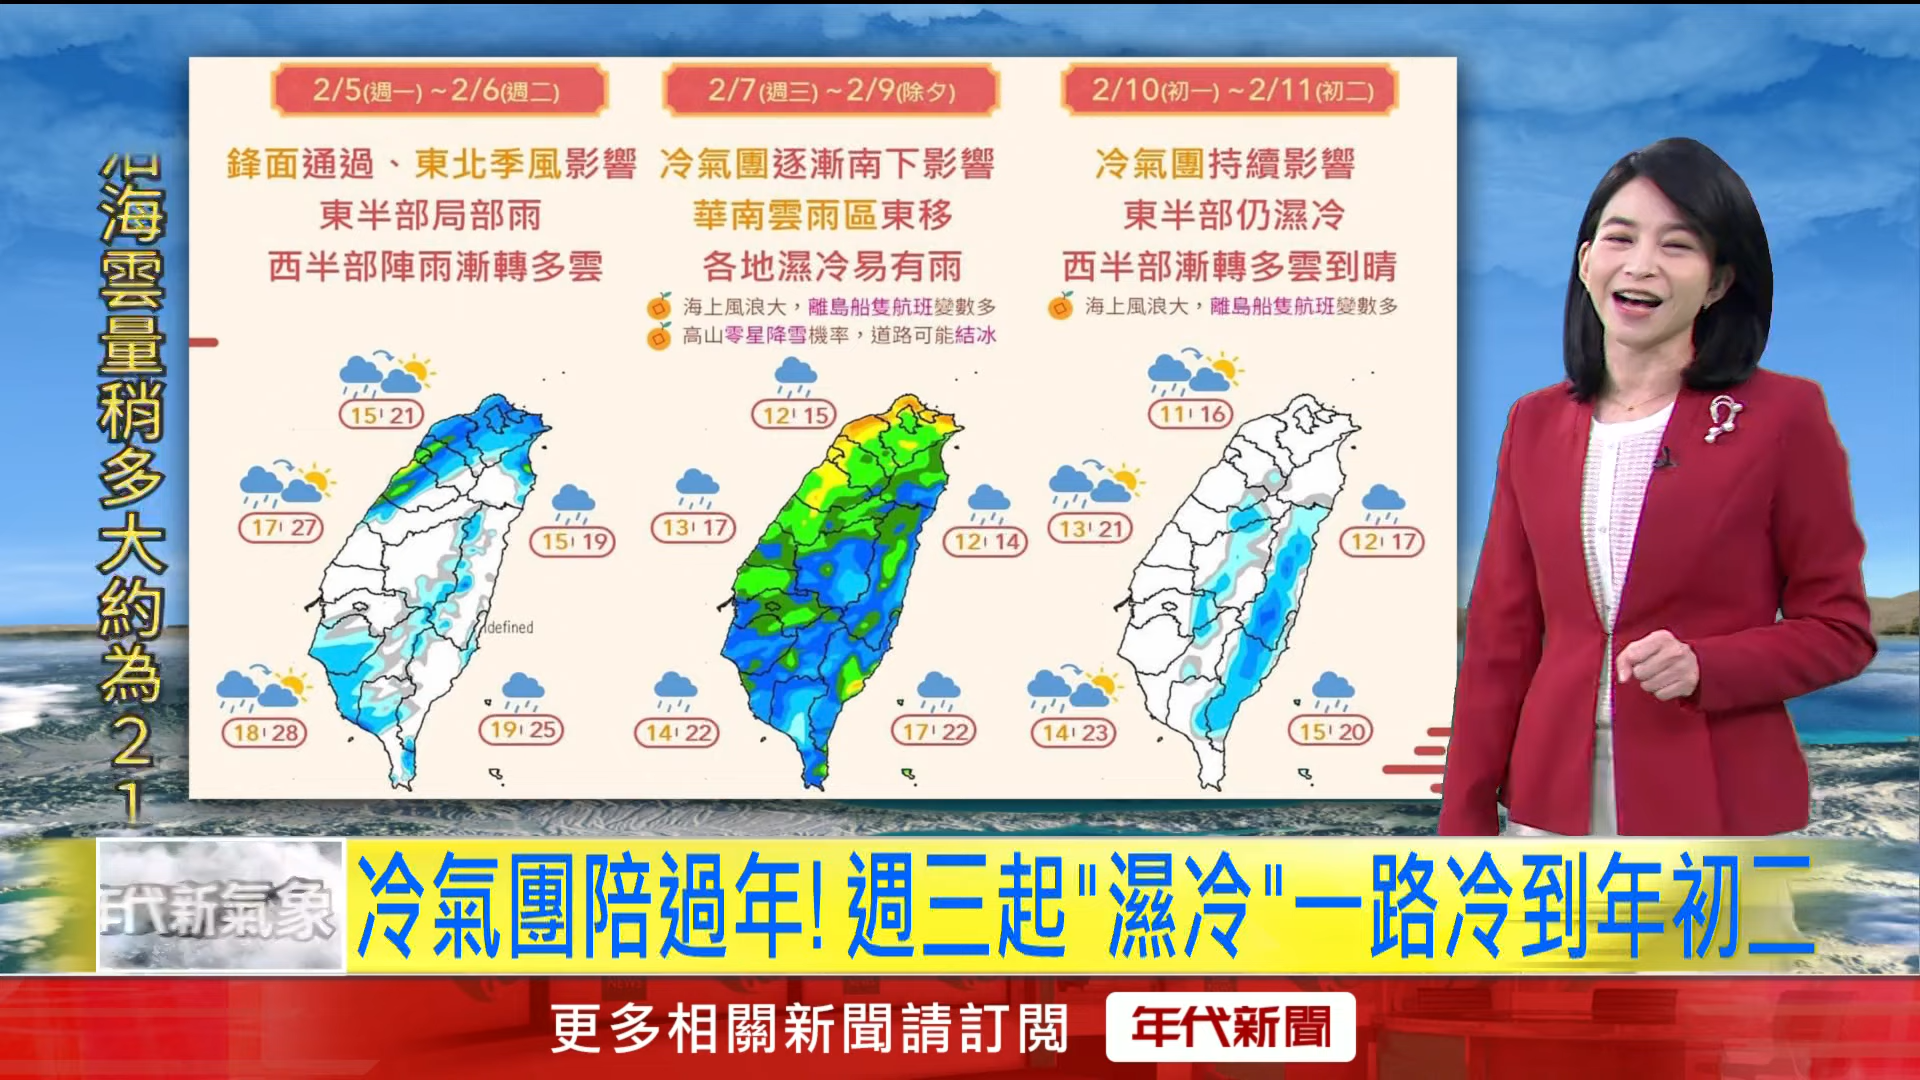 2/5(週一)~2/6(週二)
鋒面通過、東北季風影響
東半部局部雨
西半部陣雨漸轉多雲
15 21
17 27
15 19
18 28
19 25
defined
2/7(週三)~2/9(除夕)
冷氣團逐漸南下影響
華南雲雨區東移
各地濕冷易有雨
海上風浪大，離島船隻航班變數多
高山零星降雪機率，道路可能結冰
12 15
13 17
12 14
14 22
17 22
2/10(初一)~2/11(初二)
冷氣團持續影響
東半部仍濕冷
西半部漸轉多雲到晴
海上風浪大，離島船隻航班變數多
11 16
13 21
12 17
14 23
15 20
沿海雲量稍多大約為21
年代新氣象
冷氣團陪過年!週三起"濕冷"一路冷到年初二
更多相關新聞請訂閱
年代新聞